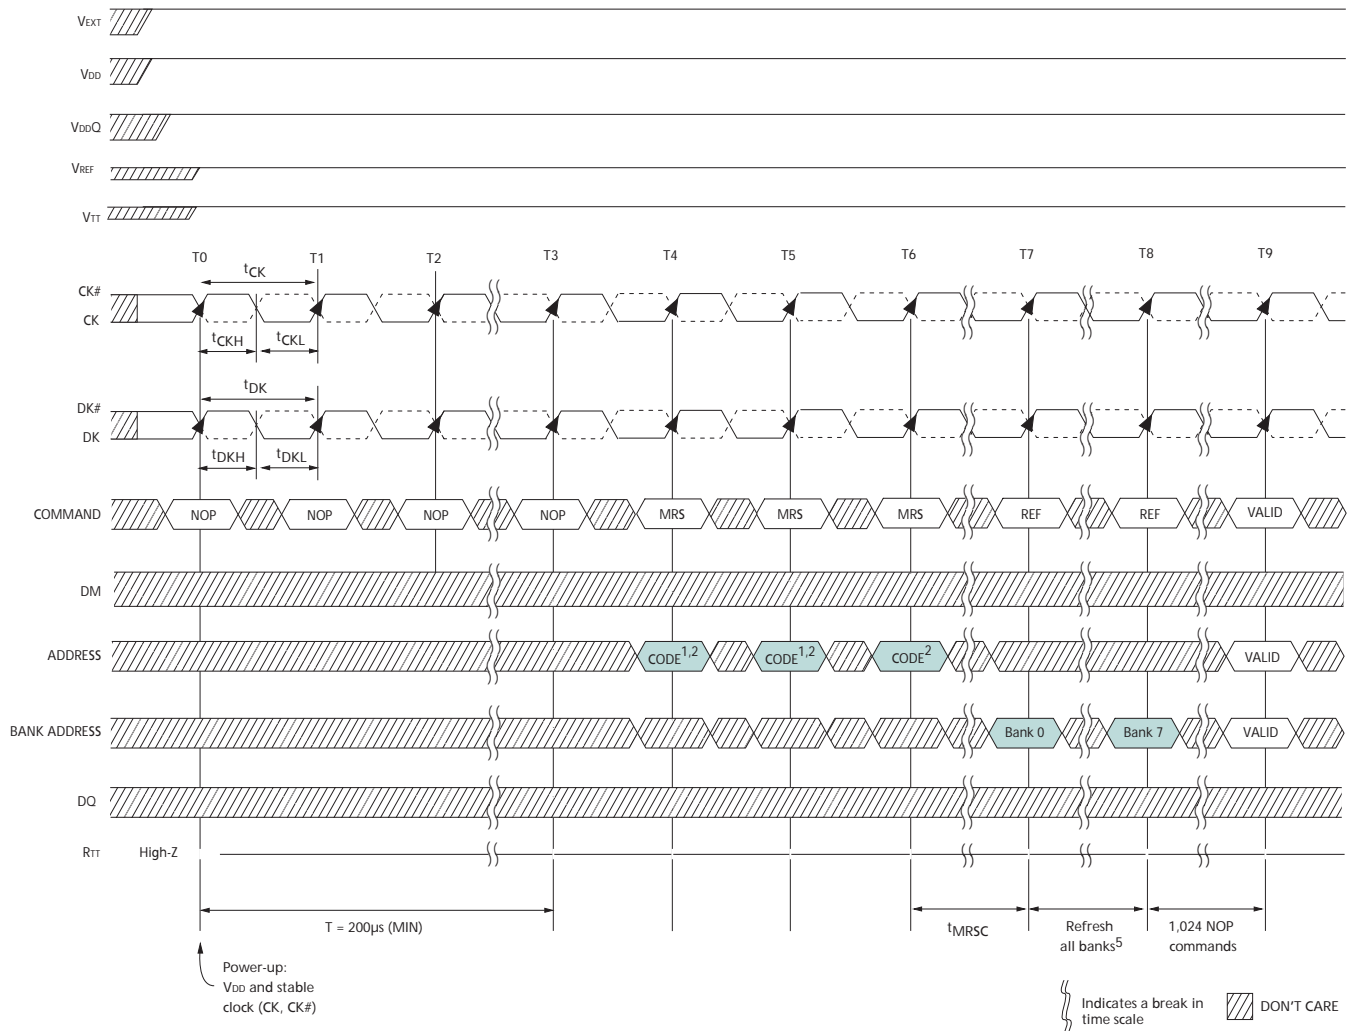 VEXT
VDD
VDDQ
VREF
VTT
T0 T1 T2 T3 T4 T5 T6 T7 T8 T9
tCK
CK#
CK
tCKH tCKL
tDK
DK#
DK
tDKH tDKL
COMMAND NOP NOP NOP NOP MRS MRS MRS REF REF VALID
DM
ADDRESS CODE1,2 CODE1,2 CODE2 VALID
BANK ADDRESS Bank 0 Bank 7 VALID
DQ
RTT High-Z
T = 200µs (MIN)
tMRSC
Refresh
all banks5
1,024 NOP
commands
Power-up:
VDD and stable
clock (CK, CK#)
Indicates a break in
time scale
DON'T CARE